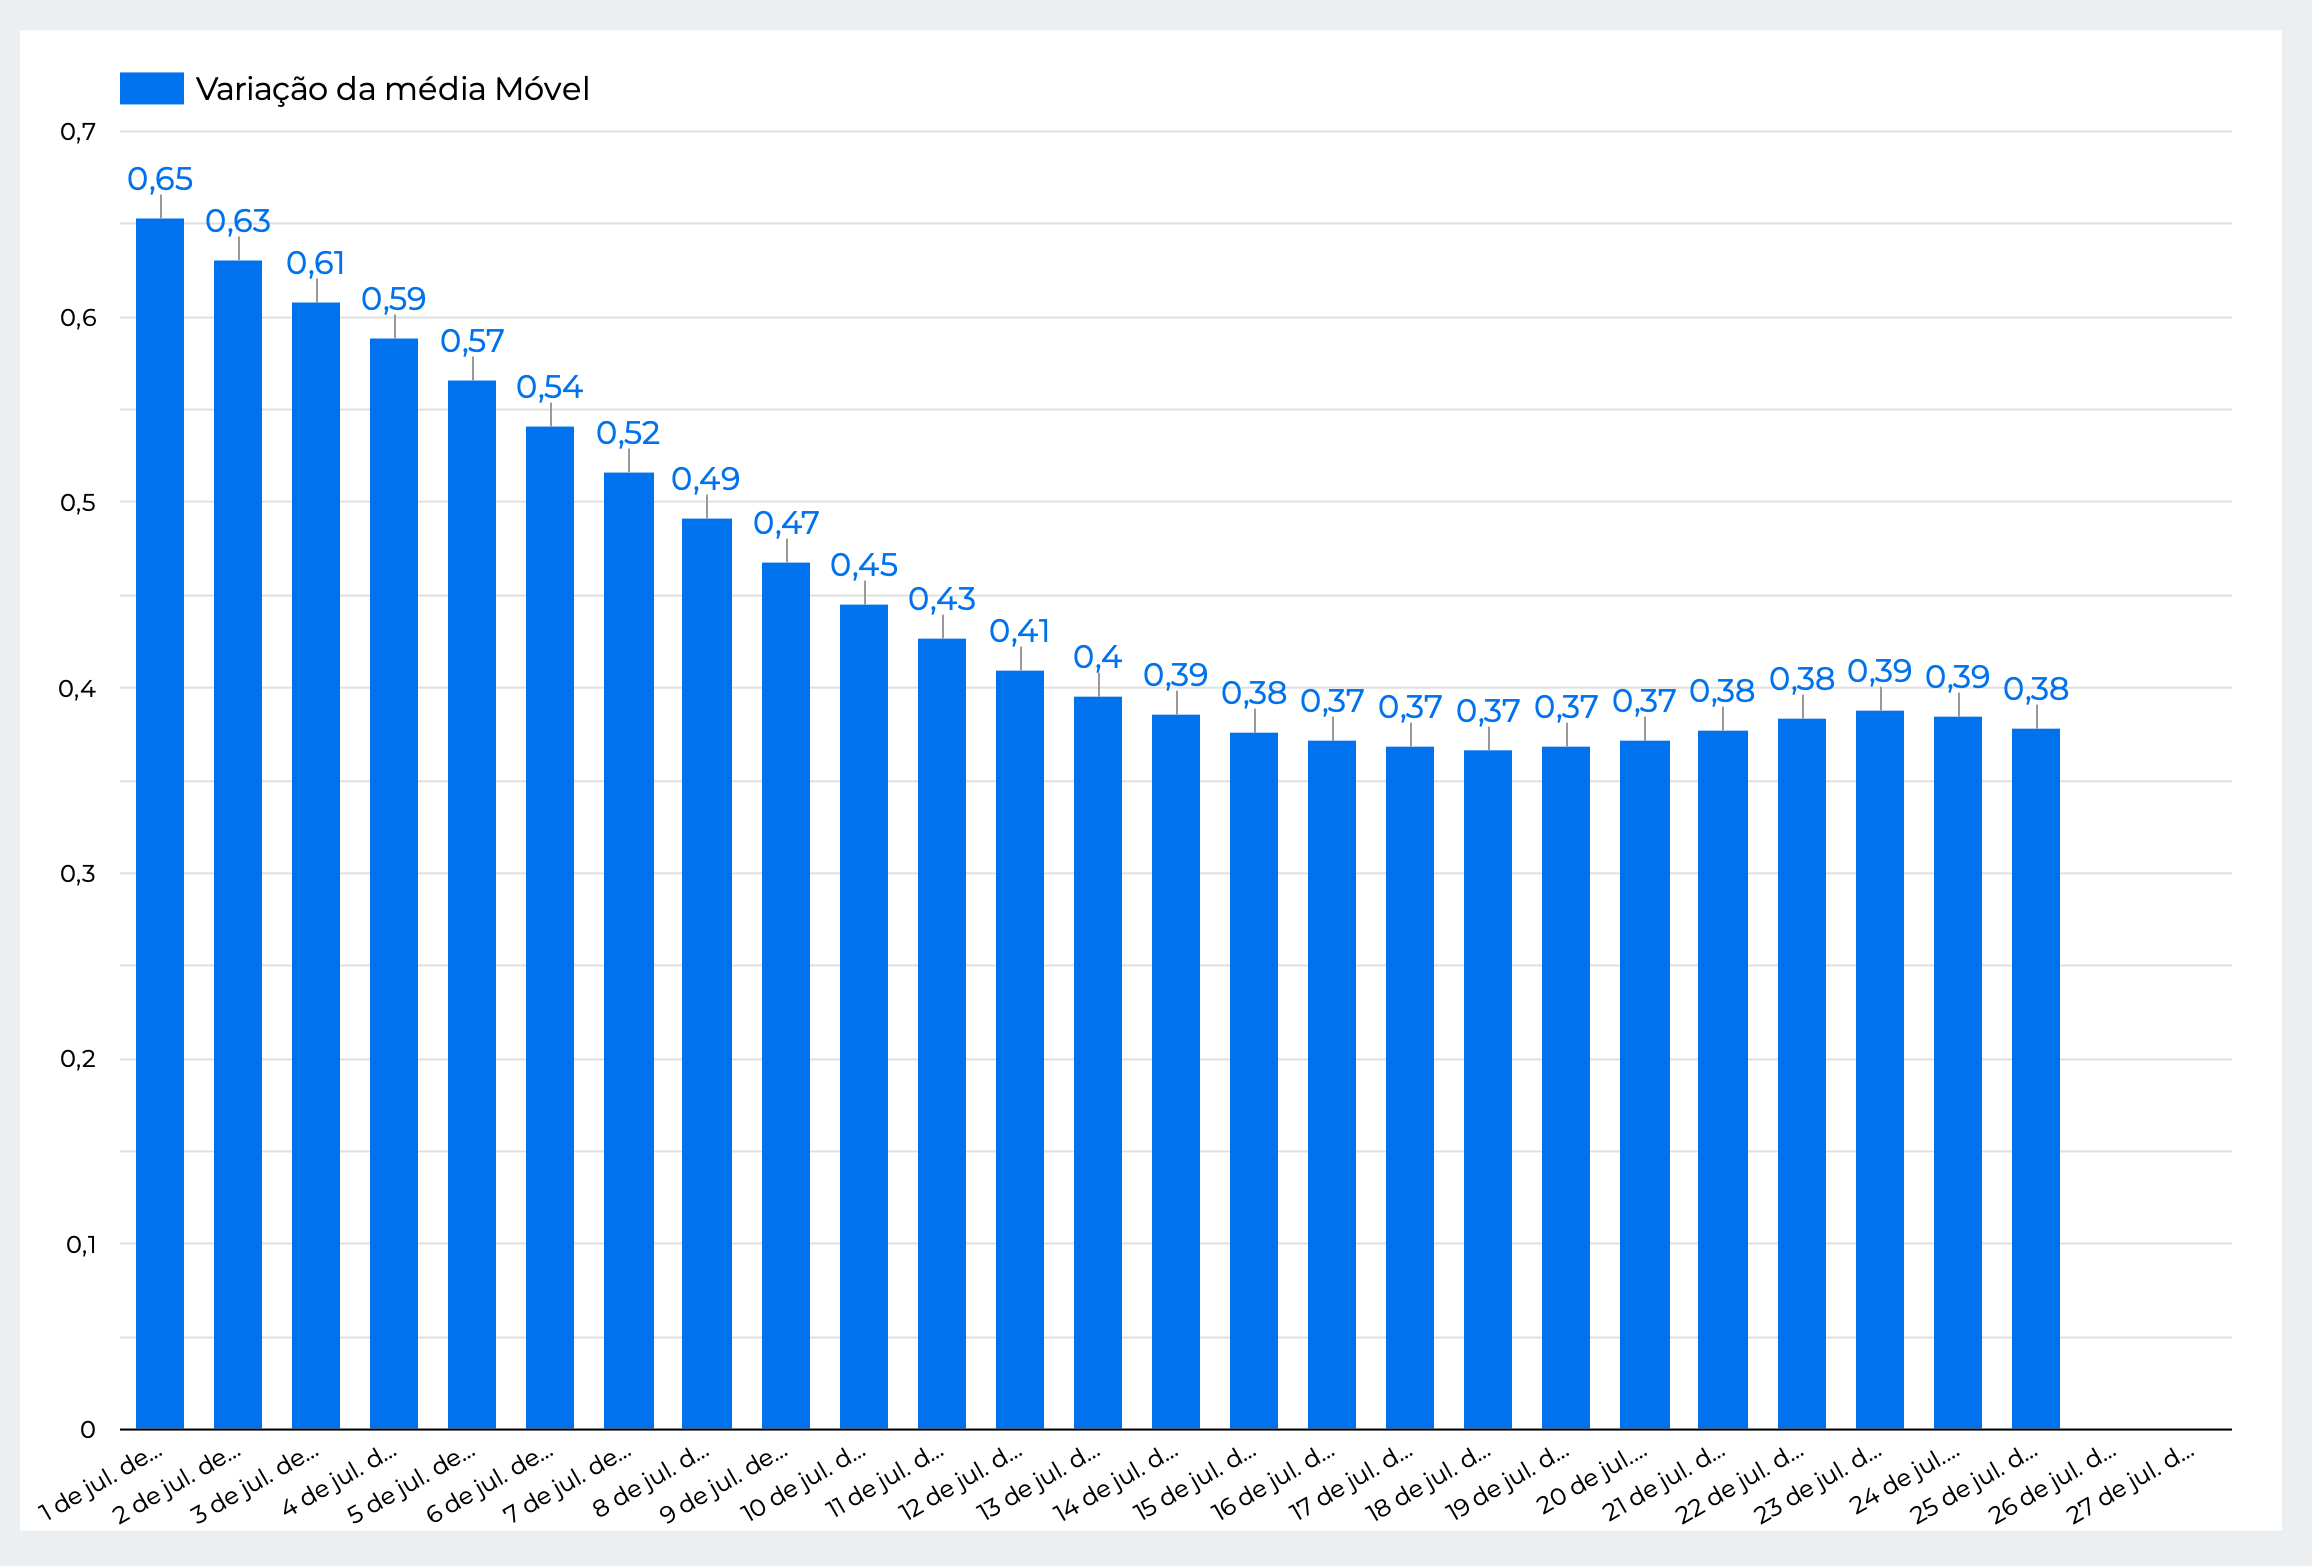 Variação da média Móvel
0,7
0,6
0,5
0,4
0,3
0,2
0,1
0
0,65
0,63
0,61
0,59
0,57
0,54
0,52
0,49
0,47
0,45
0,43
0,41
0,4
0,39
0,38
0,37
0,37
0,37
0,37
0,37
0,38
0,38
0,39
0,39
0,38
1 de jul. de...
2 de jul. de...
3 de jul. de...
4 de jul. d...
5 de jul. de...
6 de jul. de...
7 de jul. de...
8 de jul. d...
9 de jul. de...
10 de jul. d...
11 de jul. d...
12 de jul. d...
13 de jul. d...
14 de jul. d...
15 de jul. d...
16 de jul. d...
17 de jul. d...
18 de jul. d...
19 de jul. d...
20 de jul....
21 de jul. d...
22 de jul. d...
23 de jul. d...
24 de jul....
25 de jul. d...
26 de jul. d...
27 de jul. d...